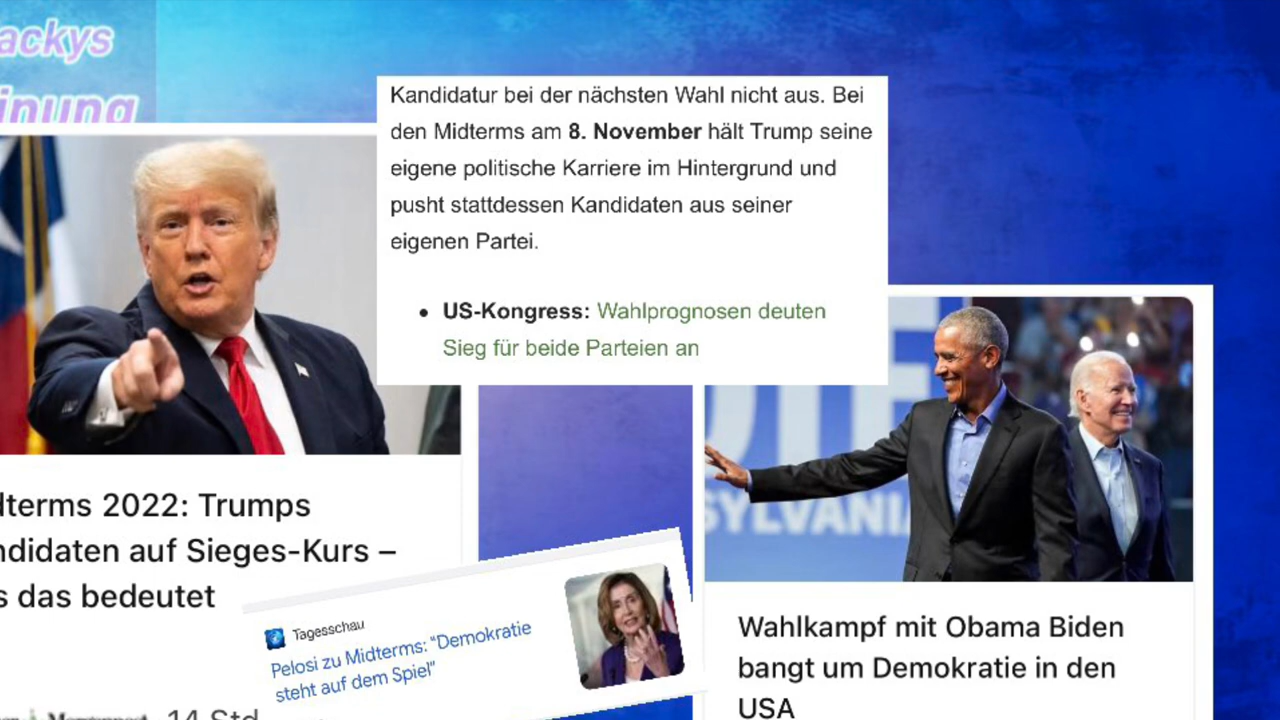 ackys
inung
Kandidatur bei der nächsten Wahl nicht aus. Bei
den Midterms am 8. November hält Trump seine
eigene politische Karriere im Hintergrund und
pusht stattdessen Kandidaten aus seiner
eigenen Partei.
• US-Kongress: Wahlprognosen deuten
Sieg für beide Parteien an
dterms 2022: Trumps
ndidaten auf Sieges-Kurs –
s das bedeutet
14 Std
Tagesschau
Pelosi zu Midterms: "Demokratie
steht auf dem Spiel"
SYLVANI
Wahlkampf mit Obama Biden
bangt um Demokratie in den
USA